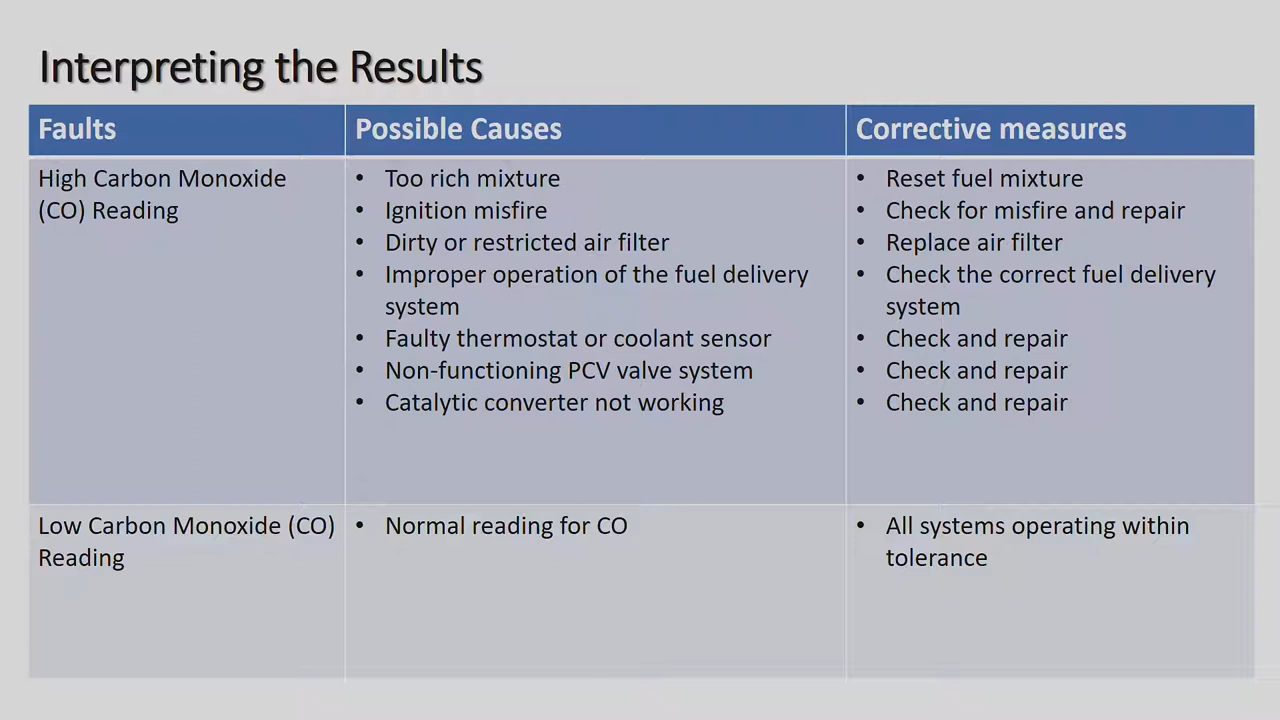 Interpreting the Results
Faults
Possible Causes
Corrective measures
High Carbon Monoxide
(CO) Reading
• Too rich mixture
• Ignition misfire
• Dirty or restricted air filter
• Improper operation of the fuel delivery
system
• Faulty thermostat or coolant sensor
• Non-functioning PCV valve system
• Catalytic converter not working
• Reset fuel mixture
• Check for misfire and repair
• Replace air filter
• Check the correct fuel delivery
system
• Check and repair
• Check and repair
• Check and repair
Low Carbon Monoxide (CO)
Reading
• Normal reading for CO
• All systems operating within
tolerance